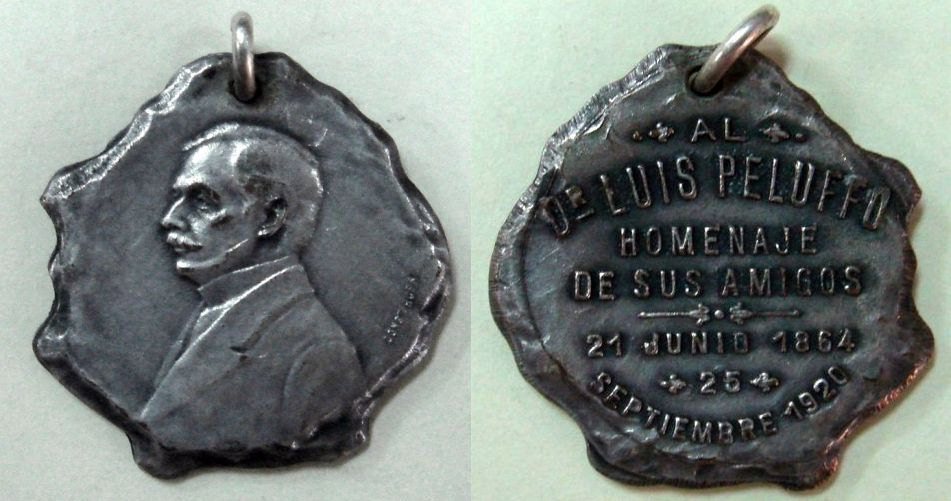 AL
DR LUIS PELUFFO
HOMENAJE
DE SUS AMIGOS
21 JUNIO 1864
25
SEPTIEMBRE 1920